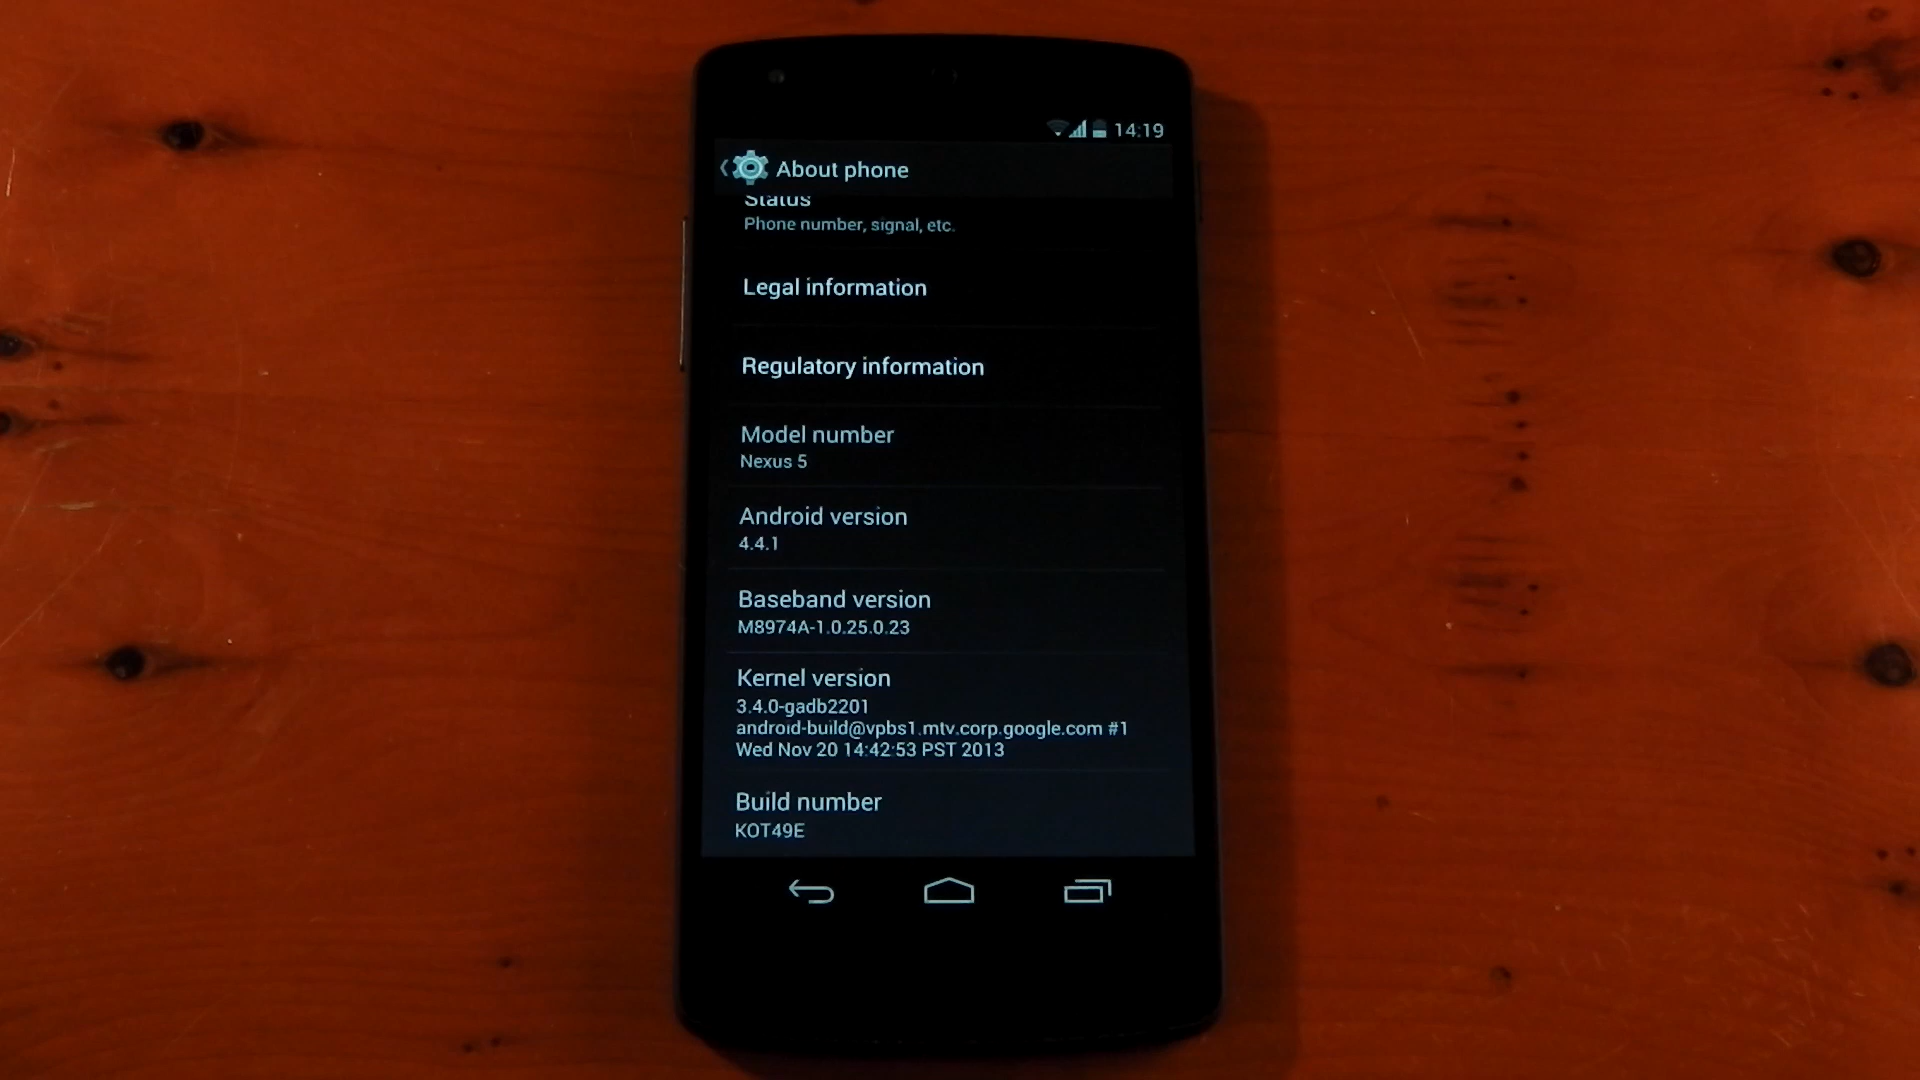 14:19
About phone
Status
Phone number, signal, etc.
Legal information
Regulatory information
Model number
Nexus 5
Android version
4.4.1
Baseband version
M8974A-1.0.25.0.23
Kernel version
3.4.0-gadb2201
android-build@vpbs1.mtv.corp.google.com #1
Wed Nov 20 14:42:53 PST 2013
Build number
KOT49E